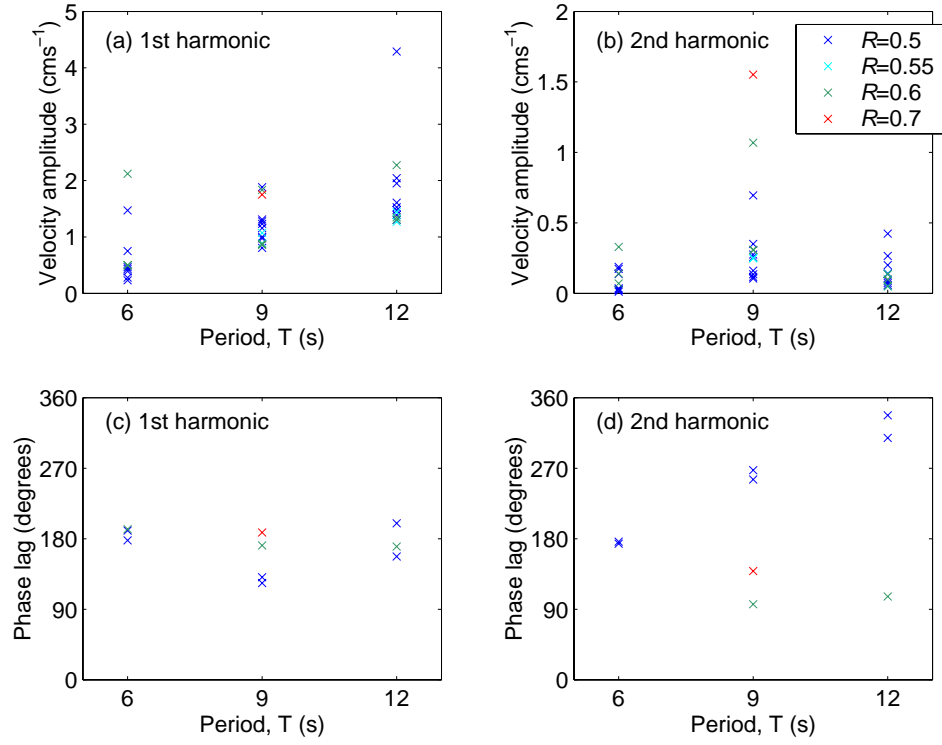 (a) 1st harmonic
Velocity amplitude (cms⁻¹)
5
4
3
2
1
0
6 9 12
Period, T (s)
(b) 2nd harmonic
Velocity amplitude (cms⁻¹)
2
1.5
1
0.5
0
6 9 12
Period, T (s)
R=0.5
R=0.55
R=0.6
R=0.7
(c) 1st harmonic
Phase lag (degrees)
360
270
180
90
0
6 9 12
Period, T (s)
(d) 2nd harmonic
Phase lag (degrees)
360
270
180
90
0
6 9 12
Period, T (s)